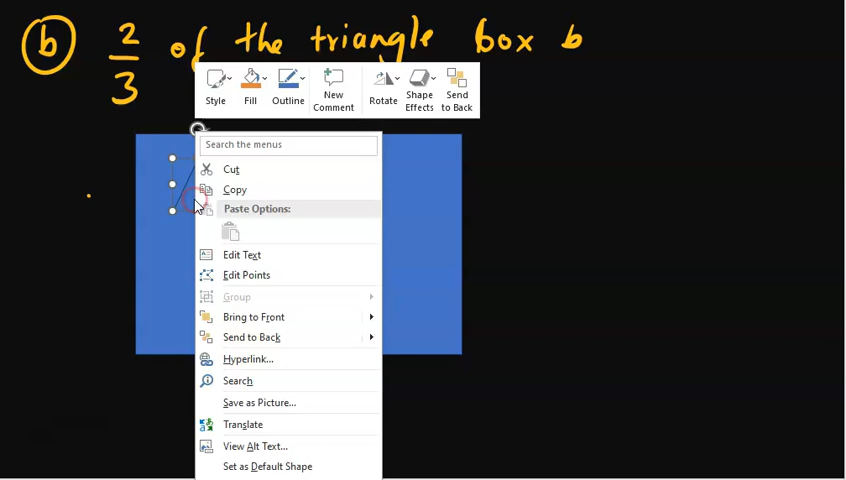 b 2/3 of the triangle box b
Style Fill Outline New Comment Rotate Shape Effects Send to Back
Search the menus
Cut
Copy
Paste Options:
Edit Text
Edit Points
Group
Bring to Front
Send to Back
Hyperlink...
Search
Save as Picture...
Translate
View Alt Text...
Set as Default Shape